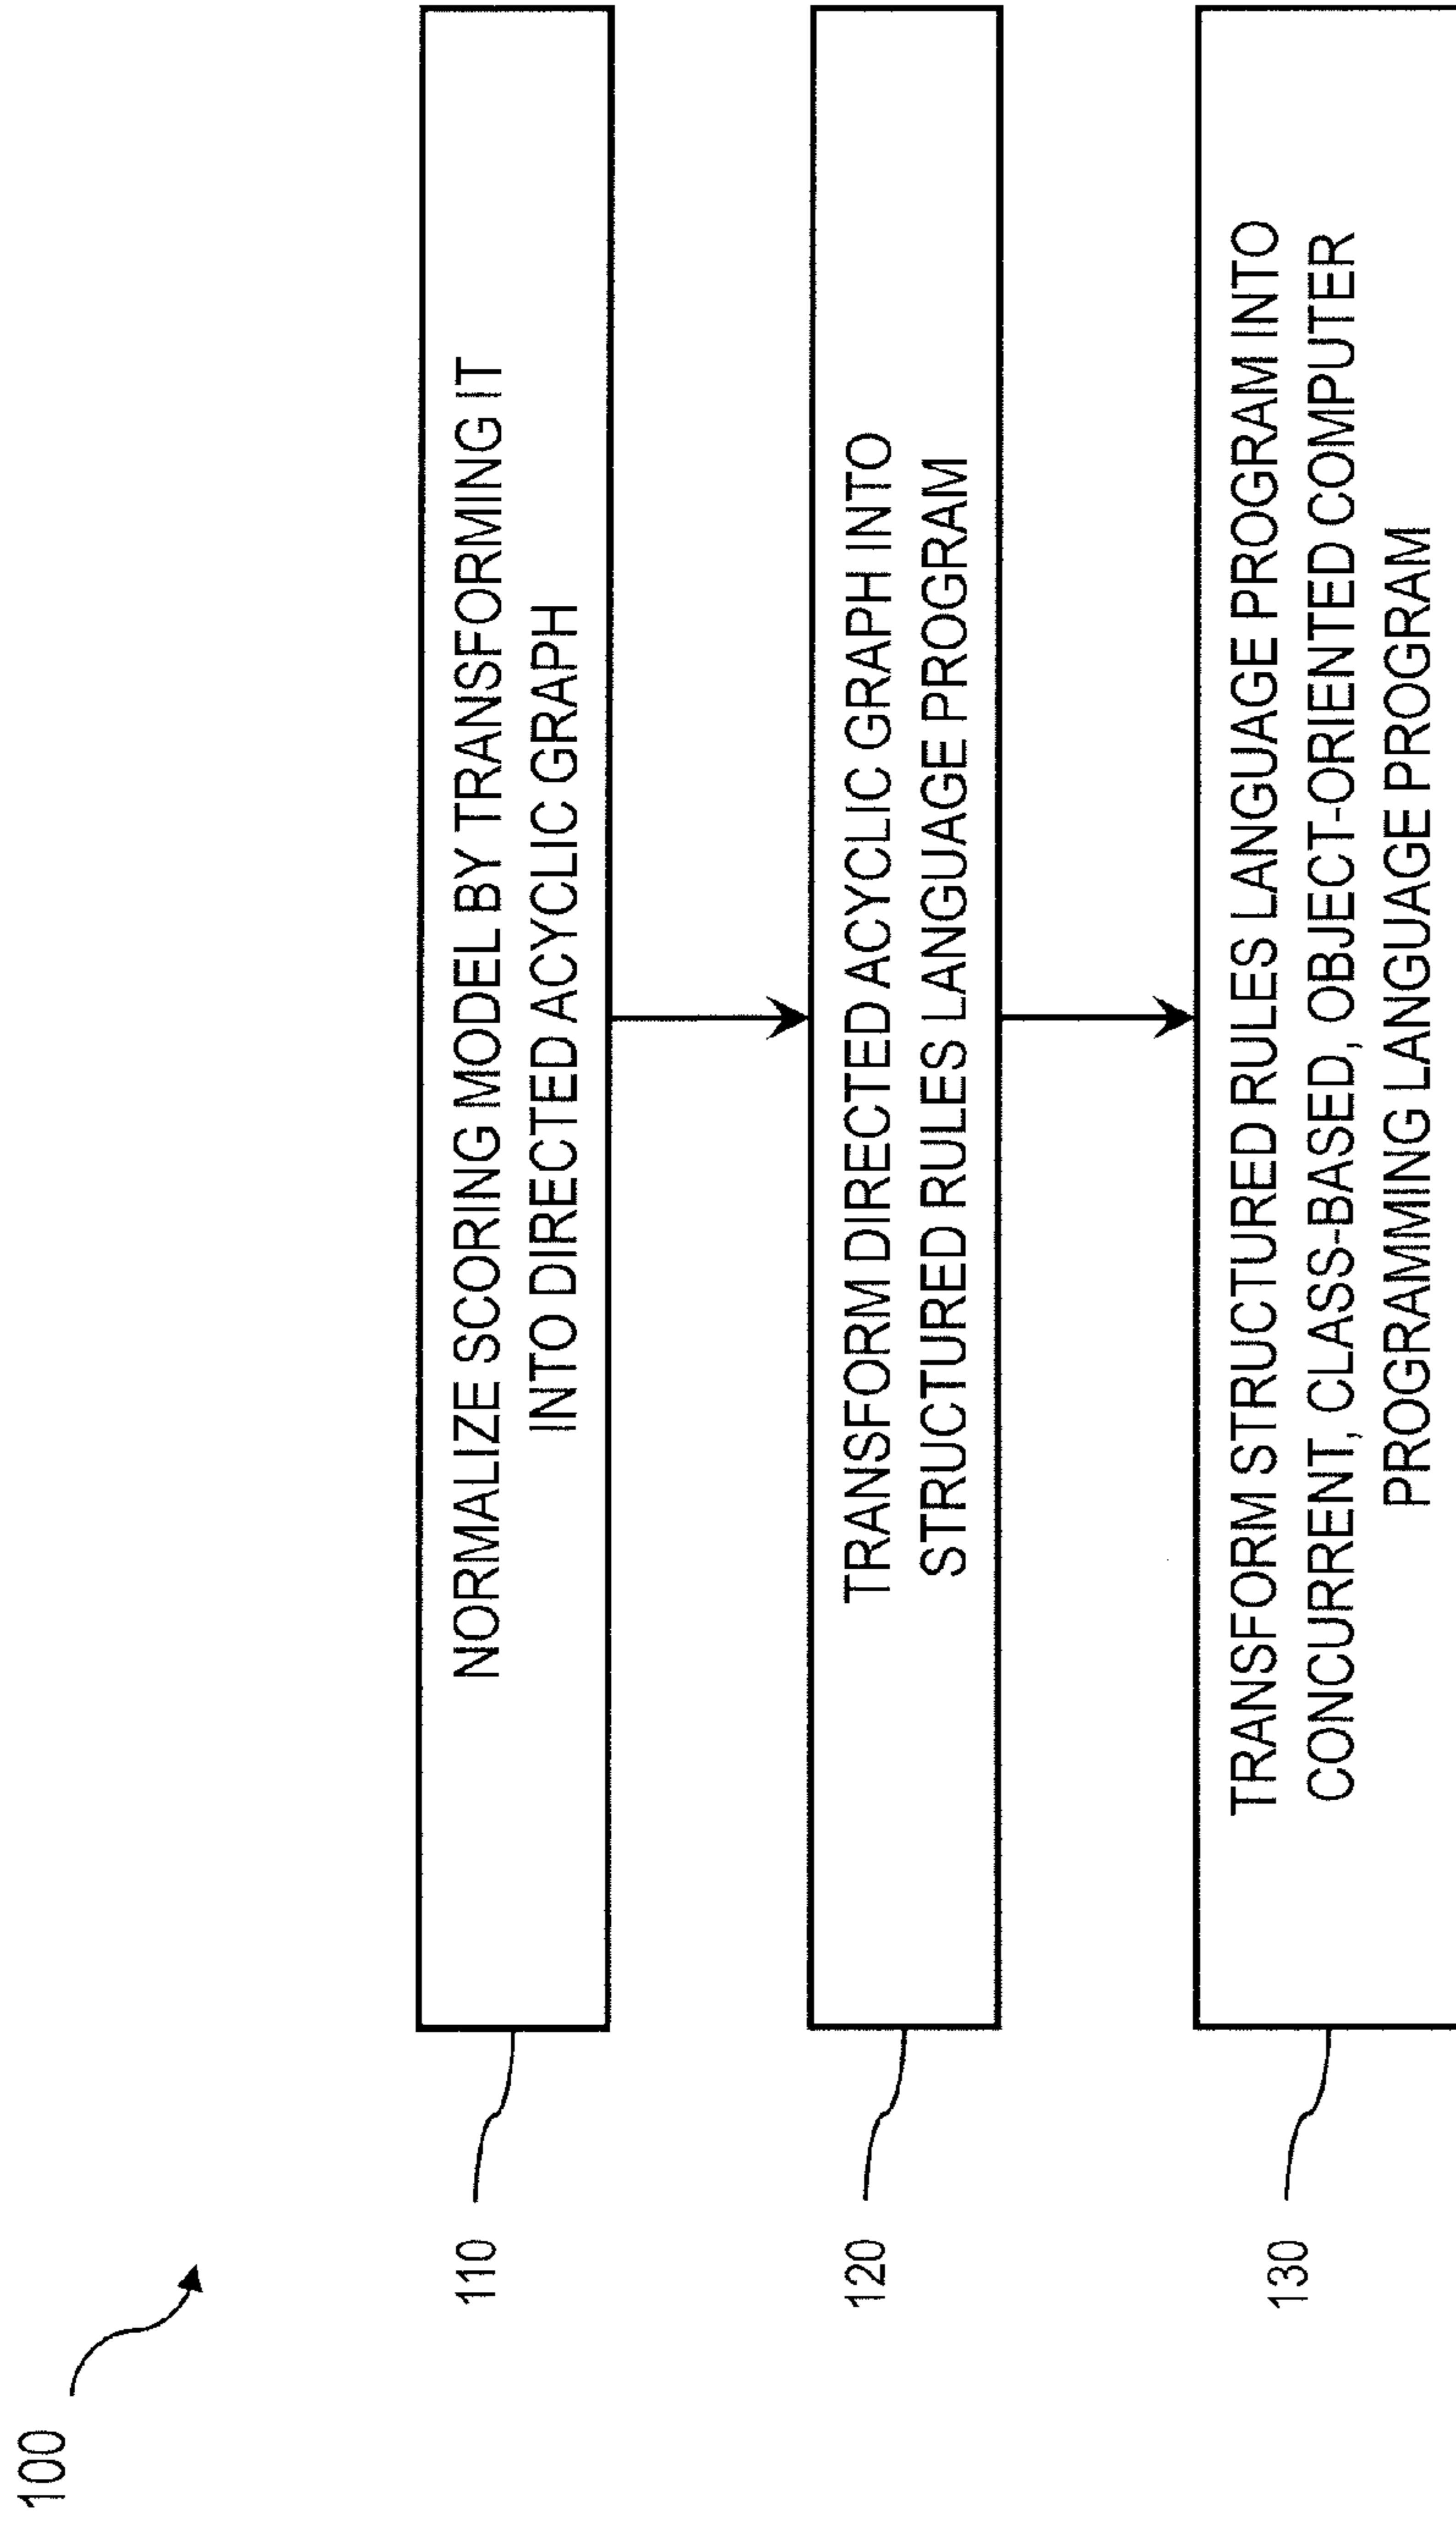 100
110
NORMALIZE SCORING MODEL BY TRANSFORMING IT
INTO DIRECTED ACYCLIC GRAPH
120
TRANSFORM DIRECTED ACYCLIC GRAPH INTO
STRUCTURED RULES LANGUAGE PROGRAM
130
TRANSFORM STRUCTURED RULES LANGUAGE PROGRAM INTO
CONCURRENT, CLASS-BASED, OBJECT-ORIENTED COMPUTER
PROGRAMMING LANGUAGE PROGRAM